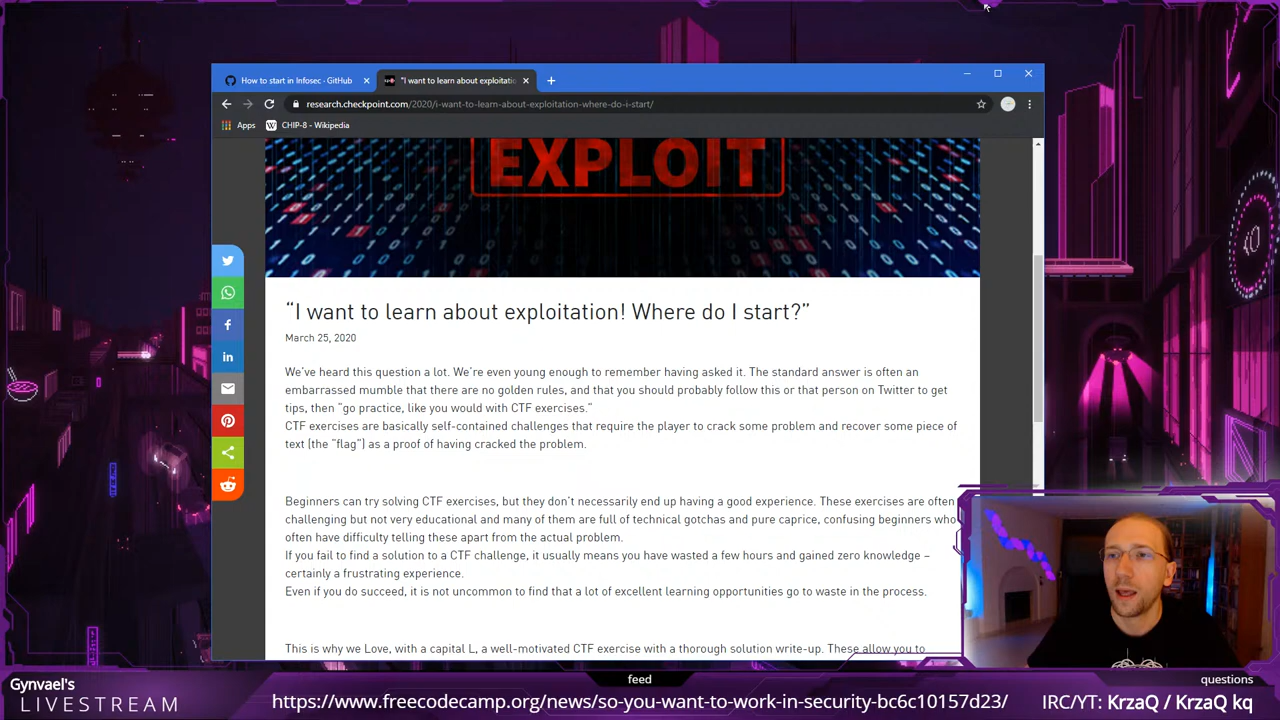 How to start in Infosec - GitHub
"I want to learn about exploitatio
research.checkpoint.com/2020/i-want-to-learn-about-exploitation-where-do-i-start/
Apps
CHIP-8 - Wikipedia
EXPLOIT
“I want to learn about exploitation! Where do I start?”
March 25, 2020
We’ve heard this question a lot. We’re even young enough to remember having asked it. The standard answer is often an
embarrassed mumble that there are no golden rules, and that you should probably follow this or that person on Twitter to get
tips, then “go practice, like you would with CTF exercises.”
CTF exercises are basically self-contained challenges that require the player to crack some problem and recover some piece of
text (the “flag”) as a proof of having cracked the problem.
Beginners can try solving CTF exercises, but they don’t necessarily end up having a good experience. These exercises are often
challenging but not very educational and many of them are full of technical gotchas and pure caprice, confusing beginners who
often have difficulty telling these apart from the actual problem.
If you fail to find a solution to a CTF challenge, it usually means you have wasted a few hours and gained zero knowledge –
certainly a frustrating experience.
Even if you do succeed, it is not uncommon to find that a lot of excellent learning opportunities go to waste in the process.
This is why we Love, with a capital L, a well-motivated CTF exercise with a thorough solution write-up. These allow you to
Gynvael's
LIVESTREAM
feed
https://www.freecodecamp.org/news/so-you-want-to-work-in-security-bc6c10157d23/
questions
IRC/YT: KrzaQ / KrzaQ kq